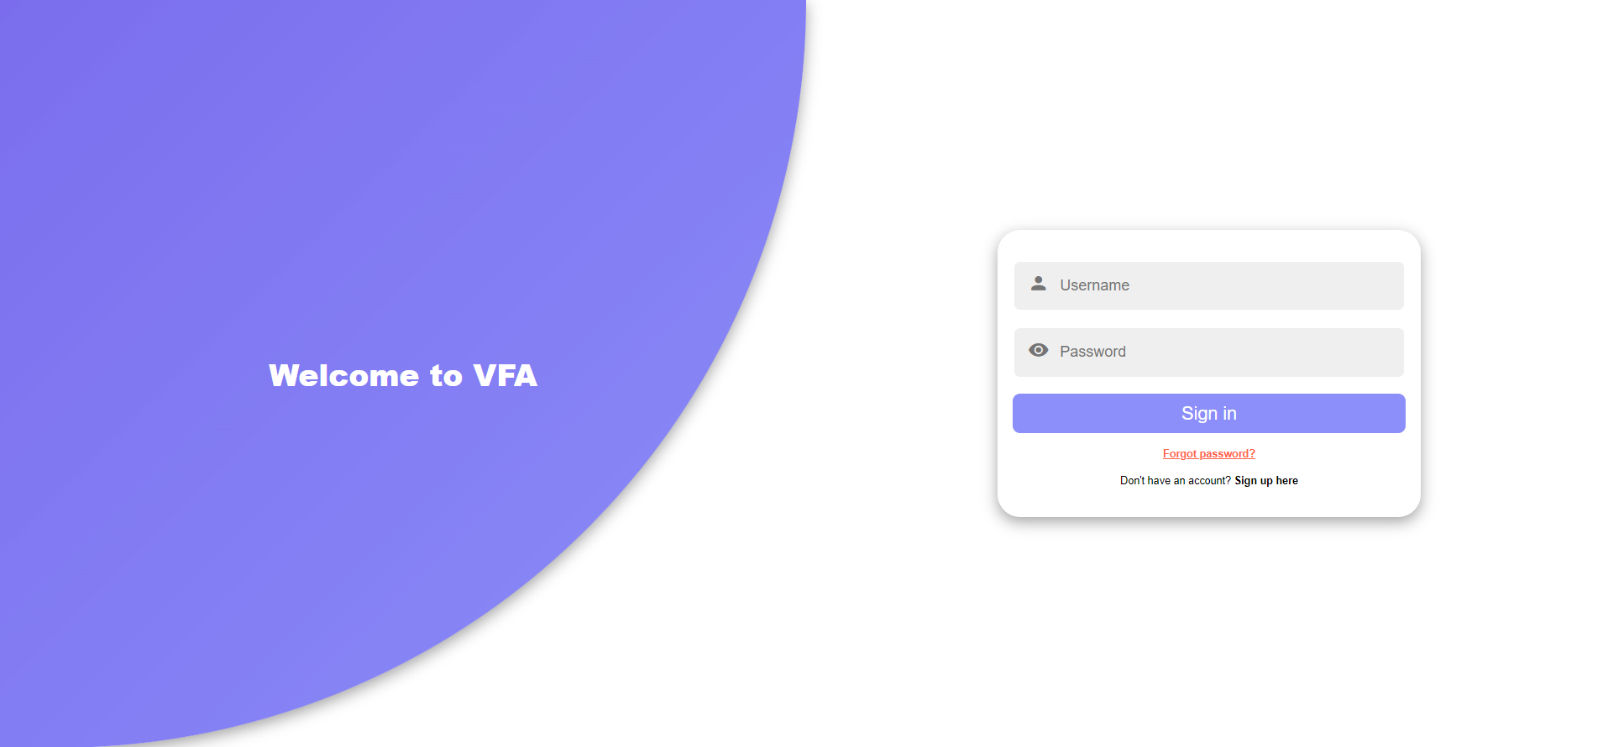 Welcome to VFA
Username
Password
Sign in
Forgot password?
Don't have an account? Sign up here